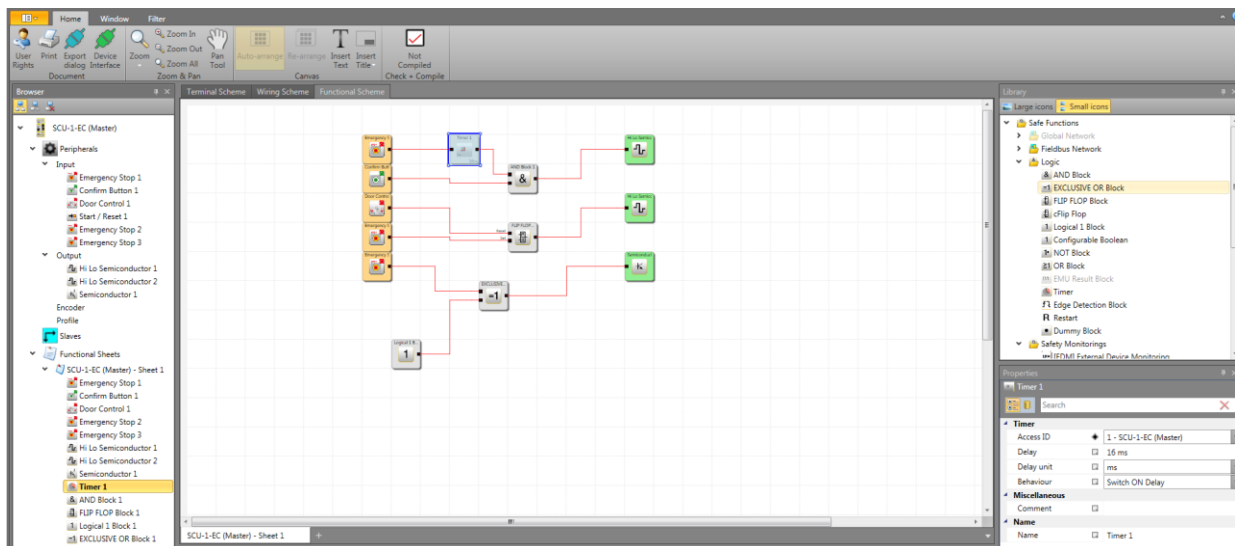 Home Window Filter
User Rights
Print
Export dialog
Device Interface
Document
Zoom
Zoom In
Zoom Out
Zoom All
Pan Tool
Zoom & Pan
Auto-arrange
Re-arrange
Insert Text
Insert Title
Canvas
Not Compiled
Check + Compile
Browser
SCU-1-EC (Master)
Peripherals
Input
Emergency Stop 1
Confirm Button 1
Door Control 1
Start / Reset 1
Emergency Stop 2
Emergency Stop 3
Output
Hi Lo Semiconductor 1
Hi Lo Semiconductor 2
Semiconductor 1
Encoder
Profile
Slaves
Functional Sheets
SCU-1-EC (Master) - Sheet 1
Emergency Stop 1
Confirm Button 1
Door Control 1
Emergency Stop 2
Emergency Stop 3
Hi Lo Semiconductor 1
Hi Lo Semiconductor 2
Semiconductor 1
Timer 1
AND Block 1
FLIP FLOP Block 1
Logical 1 Block 1
EXCLUSIVE OR Block 1
Terminal Scheme Wiring Scheme Functional Scheme
Timer 1
AND Block 1
&
=1
1
SCU-1-EC (Master) - Sheet 1 +
Library
Large icons Small icons
Safe Functions
Global Network
Fieldbus Network
Logic
AND Block
EXCLUSIVE OR Block
FLIP FLOP Block
cFlip Flop
Logical 1 Block
Configurable Boolean
NOT Block
OR Block
EMU Result Block
Timer
Edge Detection Block
Restart
Dummy Block
Safety Monitorings
[EDM] External Device Monitoring
Properties
Timer 1
Search
Timer
Access ID 1 - SCU-1-EC (Master)
Delay 16 ms
Delay unit ms
Behaviour Switch ON Delay
Miscellaneous
Comment
Name
Name Timer 1